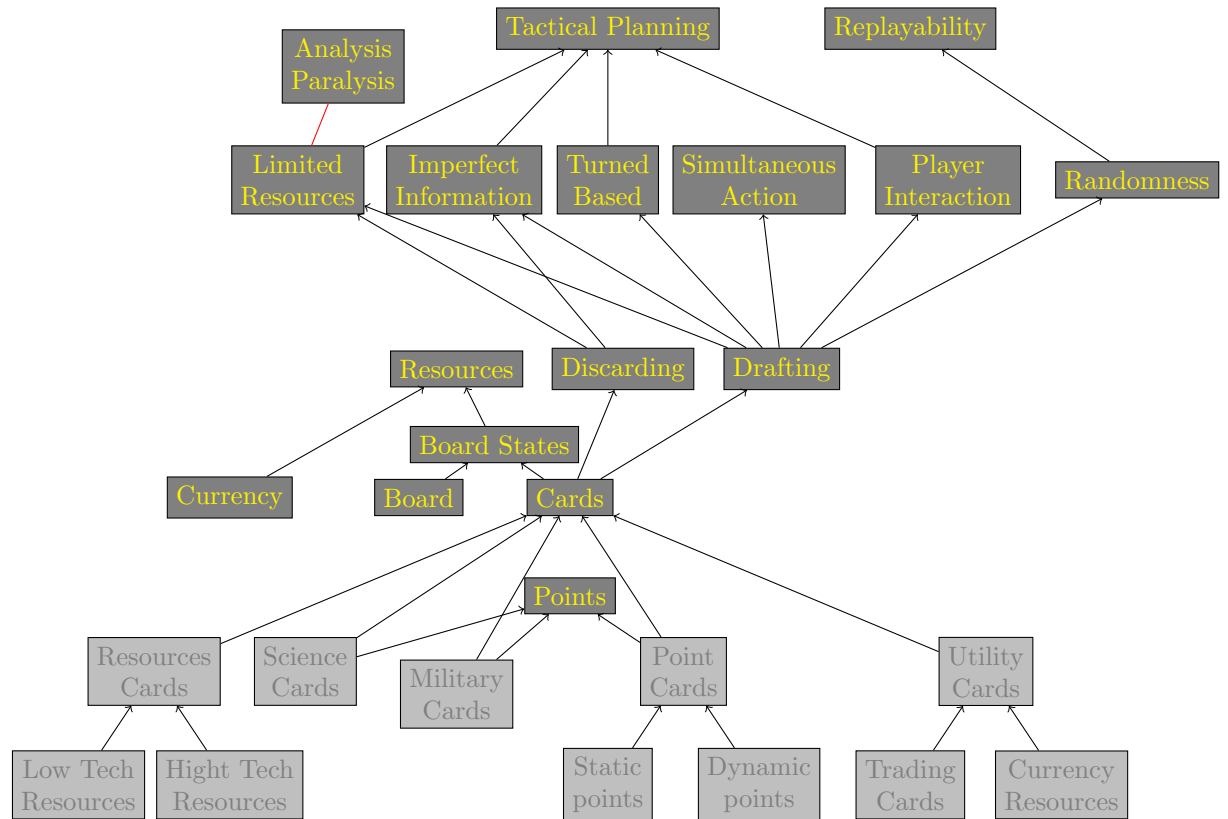 Tactical Planning
Replayability
Analysis
Paralysis
Limited
Resources
Imperfect
Information
Turned
Based
Simultaneous
Action
Player
Interaction
Randomness
Resources
Discarding
Drafting
Board States
Currency
Board
Cards
Points
Resources
Cards
Science
Cards
Military
Cards
Point
Cards
Utility
Cards
Low Tech
Resources
Hight Tech
Resources
Static
points
Dynamic
points
Trading
Cards
Currency
Resources